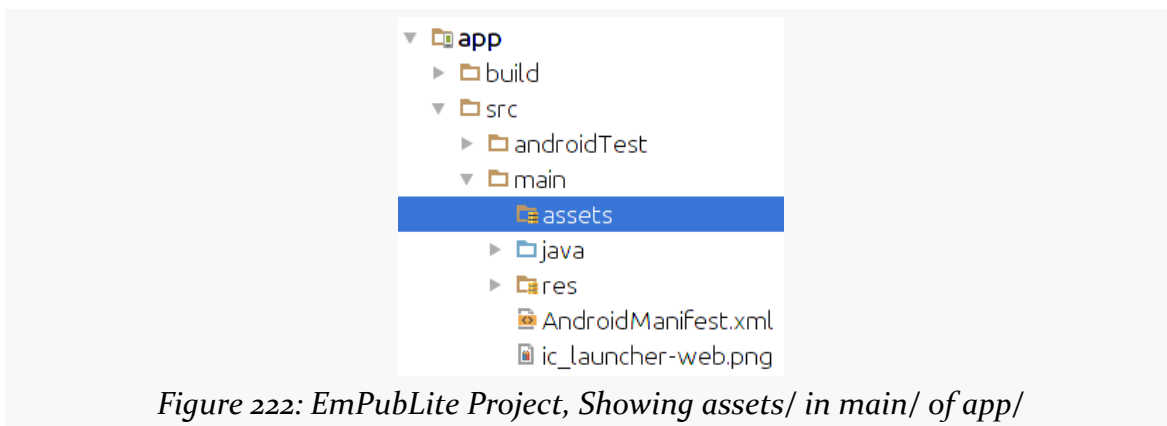 app
build
src
androidTest
main
assets
java
res
AndroidManifest.xml
ic_launcher-web.png
Figure 222: EmPubLite Project, Showing assets/ in main/ of app/